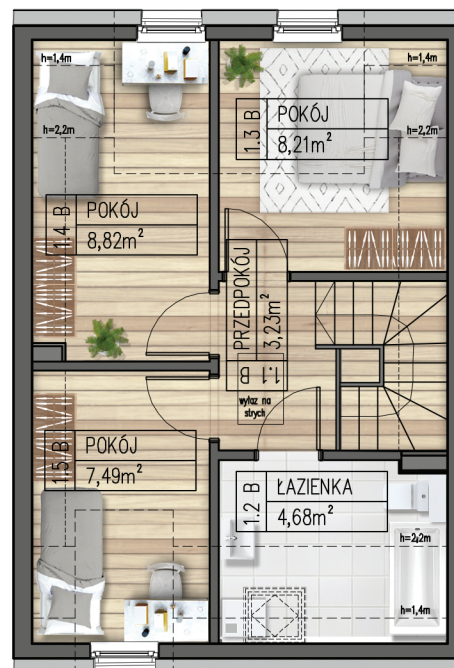 h=1,4m
h=1,4m
1.3 B
POKÓJ
8,21m²
h=2,2m
h=2,2m
1.4 B
POKÓJ
8,82m²
PRZEDPOKÓJ
3,23m²
1.1 B
wyłaz na
strych
1.5 B
POKÓJ
7,49m²
1.2 B
ŁAZIENKA
4,68m²
h=2,2m
h=1,4m